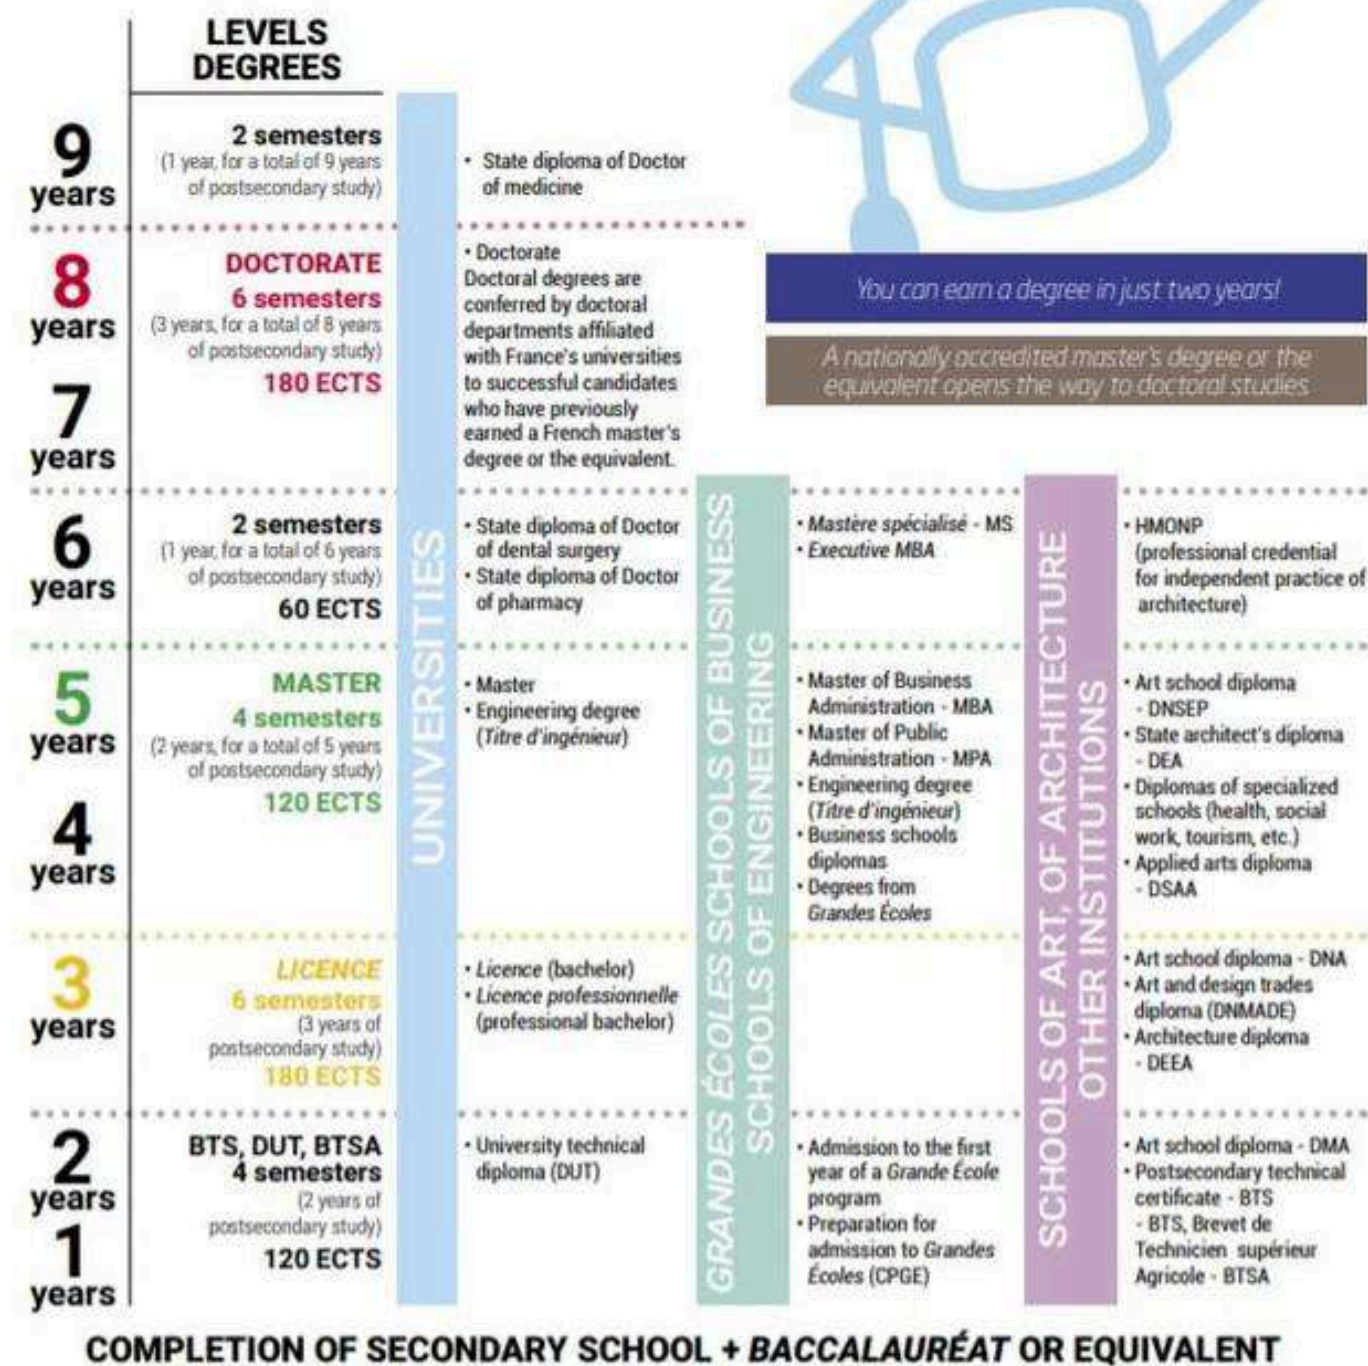 LEVELS
DEGREES
9
years
2 semesters
(1 year, for a total of 9 years
of postsecondary study)
• State diploma of Doctor
of medicine
8
years
7
years
DOCTORATE
6 semesters
(3 years, for a total of 8 years
of postsecondary study)
180 ECTS
• Doctorate
Doctoral degrees are
conferred by doctoral
departments affiliated
with France's universities
to successful candidates
who have previously
earned a French master's
degree or the equivalent.
You can earn a degree in just two years!
A nationally accredited master's degree or the
equivalent opens the way to doctoral studies
6
years
2 semesters
(1 year, for a total of 6 years
of postsecondary study)
60 ECTS
• State diploma of Doctor
of dental surgery
• State diploma of Doctor
of pharmacy
• Mastère spécialisé - MS
• Executive MBA
• HMONP
(professional credential
for independent practice of
architecture)
5
years
4
years
MASTER
4 semesters
(2 years, for a total of 5 years
of postsecondary study)
120 ECTS
• Master
• Engineering degree
(Titre d'ingénieur)
• Master of Business
Administration - MBA
• Master of Public
Administration - MPA
• Engineering degree
(Titre d'ingénieur)
• Business schools
diplomas
• Degrees from
Grandes Écoles
• Art school diploma
- DNSEP
• State architect's diploma
- DEA
• Diplomas of specialized
schools (health, social
work, tourism, etc.)
• Applied arts diploma
- DSAA
3
years
LICENCE
6 semesters
(3 years of
postsecondary study)
180 ECTS
• Licence (bachelor)
• Licence professionnelle
(professional bachelor)
• Art school diploma - DNA
• Art and design trades
diploma (DNMADE)
• Architecture diploma
- DEEA
2
years
1
years
BTS, DUT, BTSA
4 semesters
(2 years of
postsecondary study)
120 ECTS
• University technical
diploma (DUT)
• Admission to the first
year of a Grande École
program
• Preparation for
admission to Grandes
Écoles (CPGE)
• Art school diploma - DMA
• Postsecondary technical
certificate - BTS
- BTS, Brevet de
Technicien supérieur
Agricole - BTSA
UNIVERSITIES
GRANDES ÉCOLES SCHOOLS OF BUSINESS
SCHOOLS OF ENGINEERING
SCHOOLS OF ART, OF ARCHITECTURE
OTHER INSTITUTIONS
COMPLETION OF SECONDARY SCHOOL + BACCALAURÉAT OR EQUIVALENT